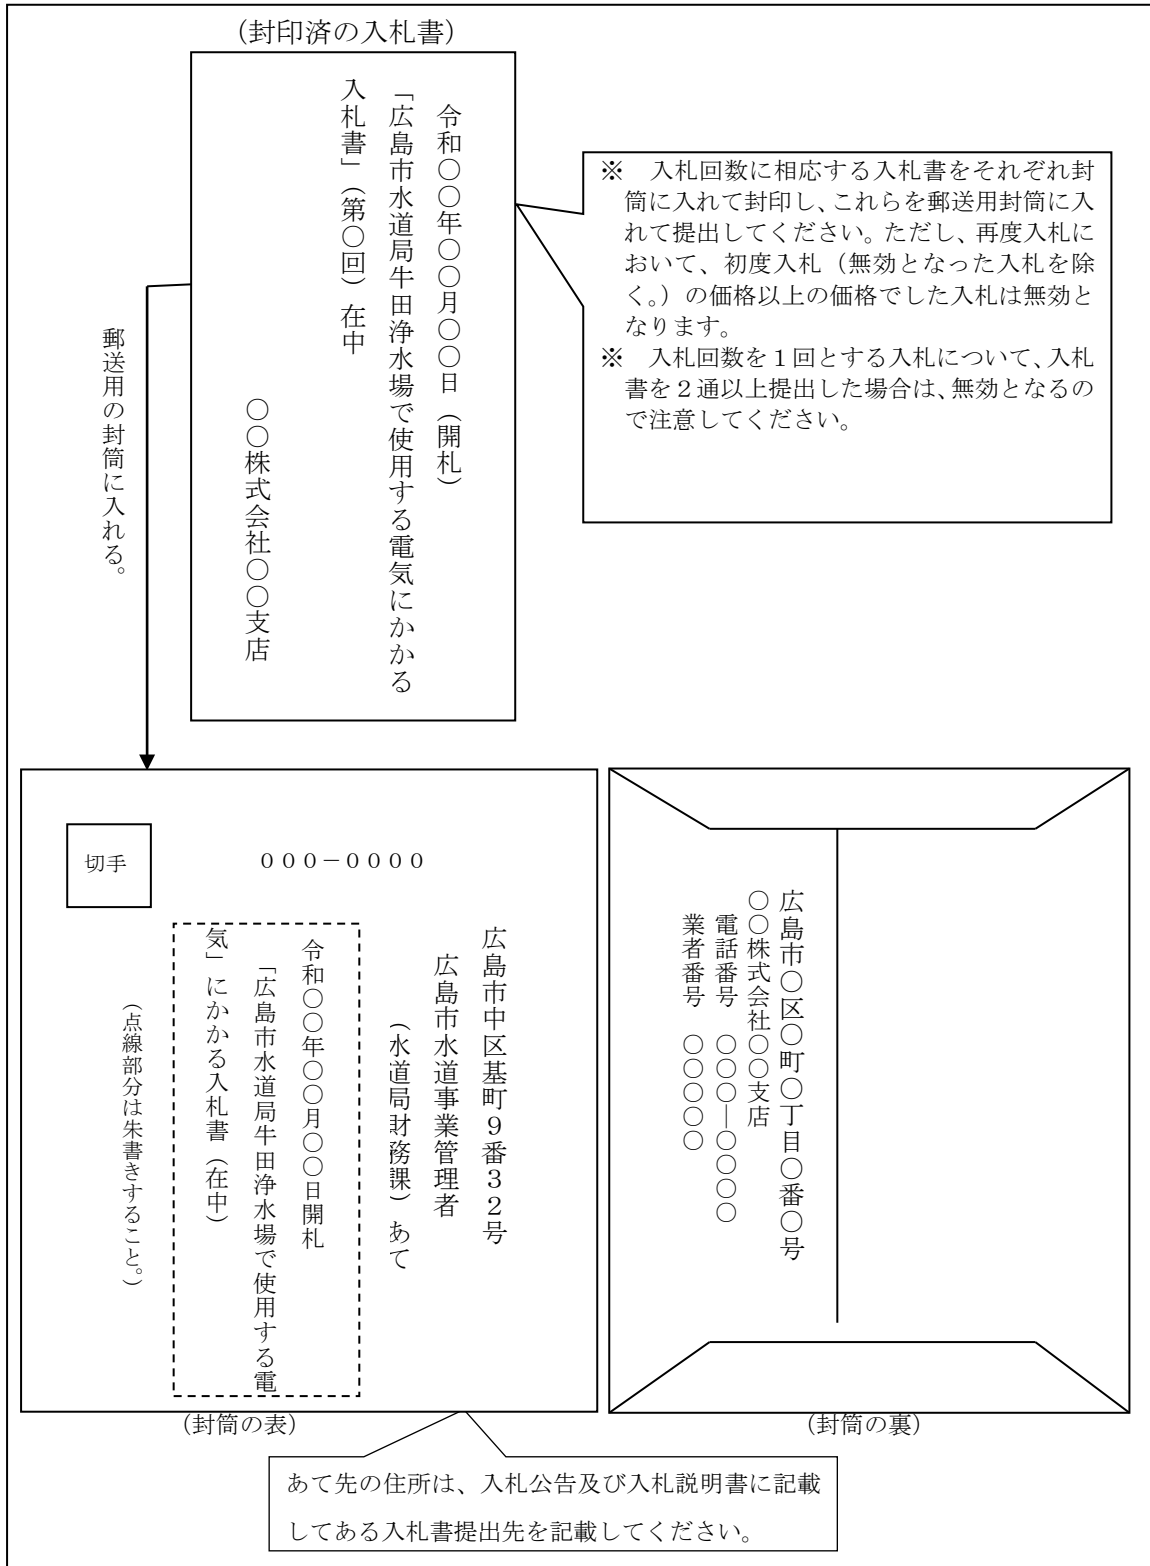 (封印済の入札書)
令和〇〇年〇〇月〇〇日（開札）
「広島市水道局牛田浄水場で使用する電気にかかる
入札書」（第〇回）在中
〇〇株式会社〇〇支店
※　入札回数に相応する入札書をそれぞれ封
筒に入れて封印し、これらを郵送用封筒に入
れて提出してください。ただし、再度入札に
おいて、初度入札（無効となった入札を除
く。）の価格以上の価格でした入札は無効と
なります。
※　入札回数を１回とする入札について、入札
書を２通以上提出した場合は、無効となるの
で注意してください。
郵送用の封筒に入れる。
切手
０００－００００
広島市中区基町９番３２号
広島市水道事業管理者
（水道局財務課）あて
令和〇〇年〇〇月〇〇日開札
「広島市水道局牛田浄水場で使用する電
気」にかかる入札書（在中）
（点線部分は朱書きすること。）
(封筒の表)
広島市〇区〇町〇丁目〇番〇号
〇〇株式会社〇〇支店
電話番号　〇〇〇―〇〇〇〇
業者番号　〇〇〇〇〇
(封筒の裏)
あて先の住所は、入札公告及び入札説明書に記載
してある入札書提出先を記載してください。